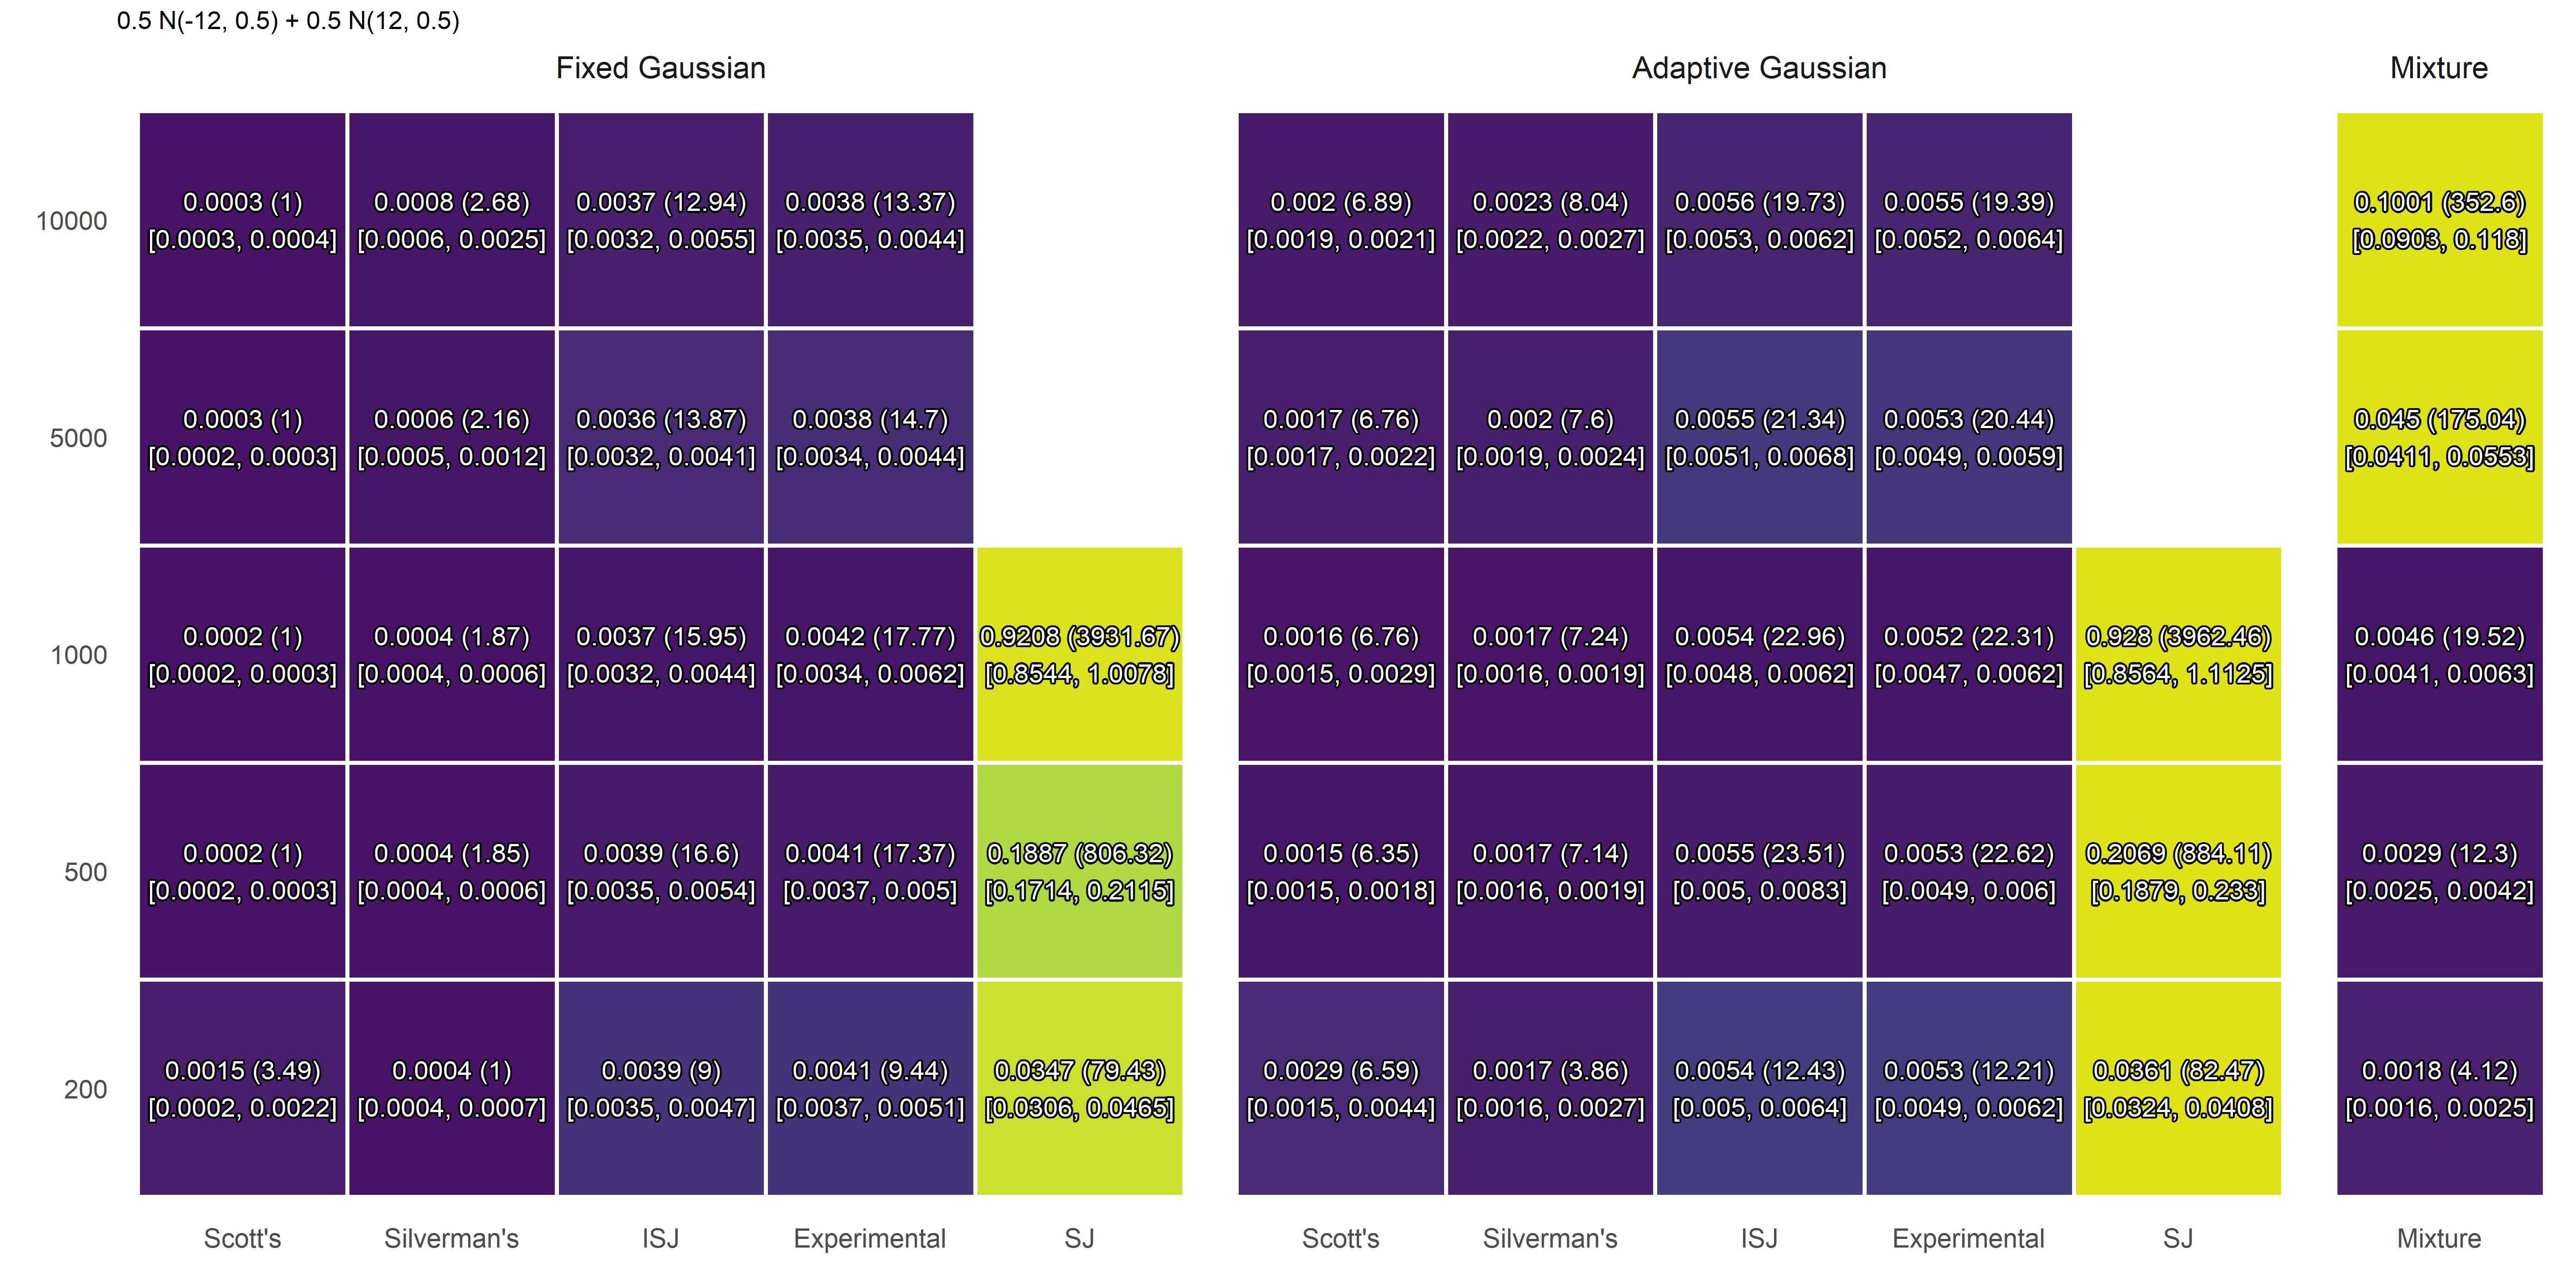 0.5 N(-12, 0.5) + 0.5 N(12, 0.5)
Fixed Gaussian Adaptive Gaussian Mixture
10000
0.0003 (1) 0.0008 (2.68) 0.0037 (12.94) 0.0038 (13.37) 0.002 (6.89) 0.0023 (8.04) 0.0056 (19.73) 0.0055 (19.39) 0.1001 (352.6)
[0.0003, 0.0004] [0.0006, 0.0025] [0.0032, 0.0055] [0.0035, 0.0044] [0.0019, 0.0021] [0.0022, 0.0027] [0.0053, 0.0062] [0.0052, 0.0064] [0.0903, 0.118]
5000
0.0003 (1) 0.0006 (2.16) 0.0036 (13.87) 0.0038 (14.7) 0.0017 (6.76) 0.002 (7.6) 0.0055 (21.34) 0.0053 (20.44) 0.045 (175.04)
[0.0002, 0.0003] [0.0005, 0.0012] [0.0032, 0.0041] [0.0034, 0.0044] [0.0017, 0.0022] [0.0019, 0.0024] [0.0051, 0.0068] [0.0049, 0.0059] [0.0411, 0.0553]
1000
0.0002 (1) 0.0004 (1.87) 0.0037 (15.95) 0.0042 (17.77) 0.9208 (3931.67) 0.0016 (6.76) 0.0017 (7.24) 0.0054 (22.96) 0.0052 (22.31) 0.928 (3962.46) 0.0046 (19.52)
[0.0002, 0.0003] [0.0004, 0.0006] [0.0032, 0.0044] [0.0034, 0.0062] [0.8544, 1.0078] [0.0015, 0.0029] [0.0016, 0.0019] [0.0048, 0.0062] [0.0047, 0.0062] [0.8564, 1.1125] [0.0041, 0.0063]
500
0.0002 (1) 0.0004 (1.85) 0.0039 (16.6) 0.0041 (17.37) 0.1887 (806.32) 0.0015 (6.35) 0.0017 (7.14) 0.0055 (23.51) 0.0053 (22.62) 0.2069 (884.11) 0.0029 (12.3)
[0.0002, 0.0003] [0.0004, 0.0006] [0.0035, 0.0054] [0.0037, 0.005] [0.1714, 0.2115] [0.0015, 0.0018] [0.0016, 0.0019] [0.005, 0.0083] [0.0049, 0.006] [0.1879, 0.233] [0.0025, 0.0042]
200
0.0015 (3.49) 0.0004 (1) 0.0039 (9) 0.0041 (9.44) 0.0347 (79.43) 0.0029 (6.59) 0.0017 (3.86) 0.0054 (12.43) 0.0053 (12.21) 0.0361 (82.47) 0.0018 (4.12)
[0.0002, 0.0022] [0.0004, 0.0007] [0.0035, 0.0047] [0.0037, 0.0051] [0.0306, 0.0465] [0.0015, 0.0044] [0.0016, 0.0027] [0.005, 0.0064] [0.0049, 0.0062] [0.0324, 0.0408] [0.0016, 0.0025]
Scott's Silverman's ISJ Experimental SJ Scott's Silverman's ISJ Experimental SJ Mixture